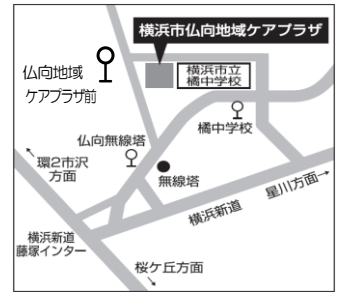 横浜市仏向地域ケアプラザ
仏向地域
ケアプラザ前
横浜市立
橘中学校
橘中学校
仏向無線塔
環2市沢
方面
無線塔
星川方面→
横浜新道
横浜新道
藤塚インター
桜ケ丘方面